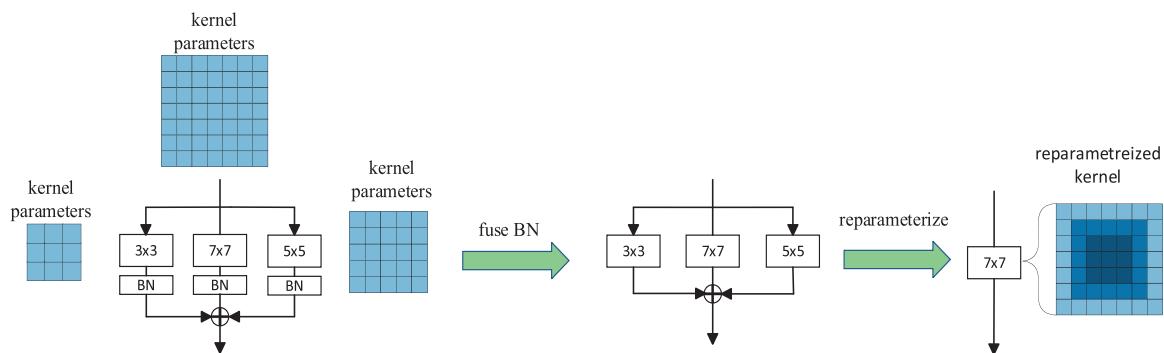 kernel
parameters
kernel
parameters
kernel
parameters
3x3
7x7
5x5
BN
BN
BN
fuse BN
3x3
7x7
5x5
reparameterize
7x7
reparametreized
kernel